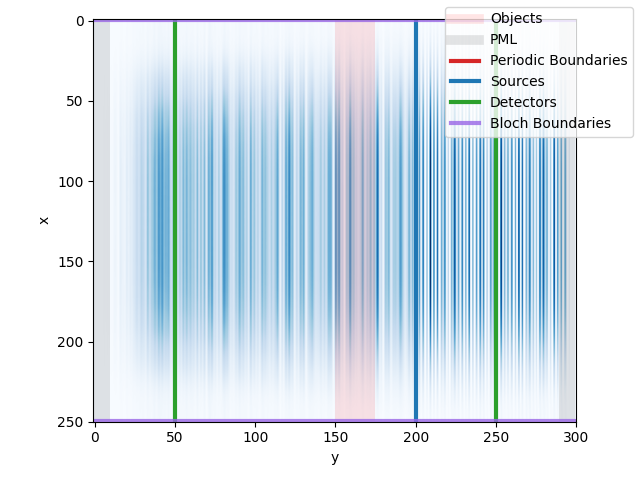 Objects
PML
Periodic Boundaries
Sources
Detectors
Bloch Boundaries
0
50
100
150
200
250
x
0
50
100
150
200
250
300
y